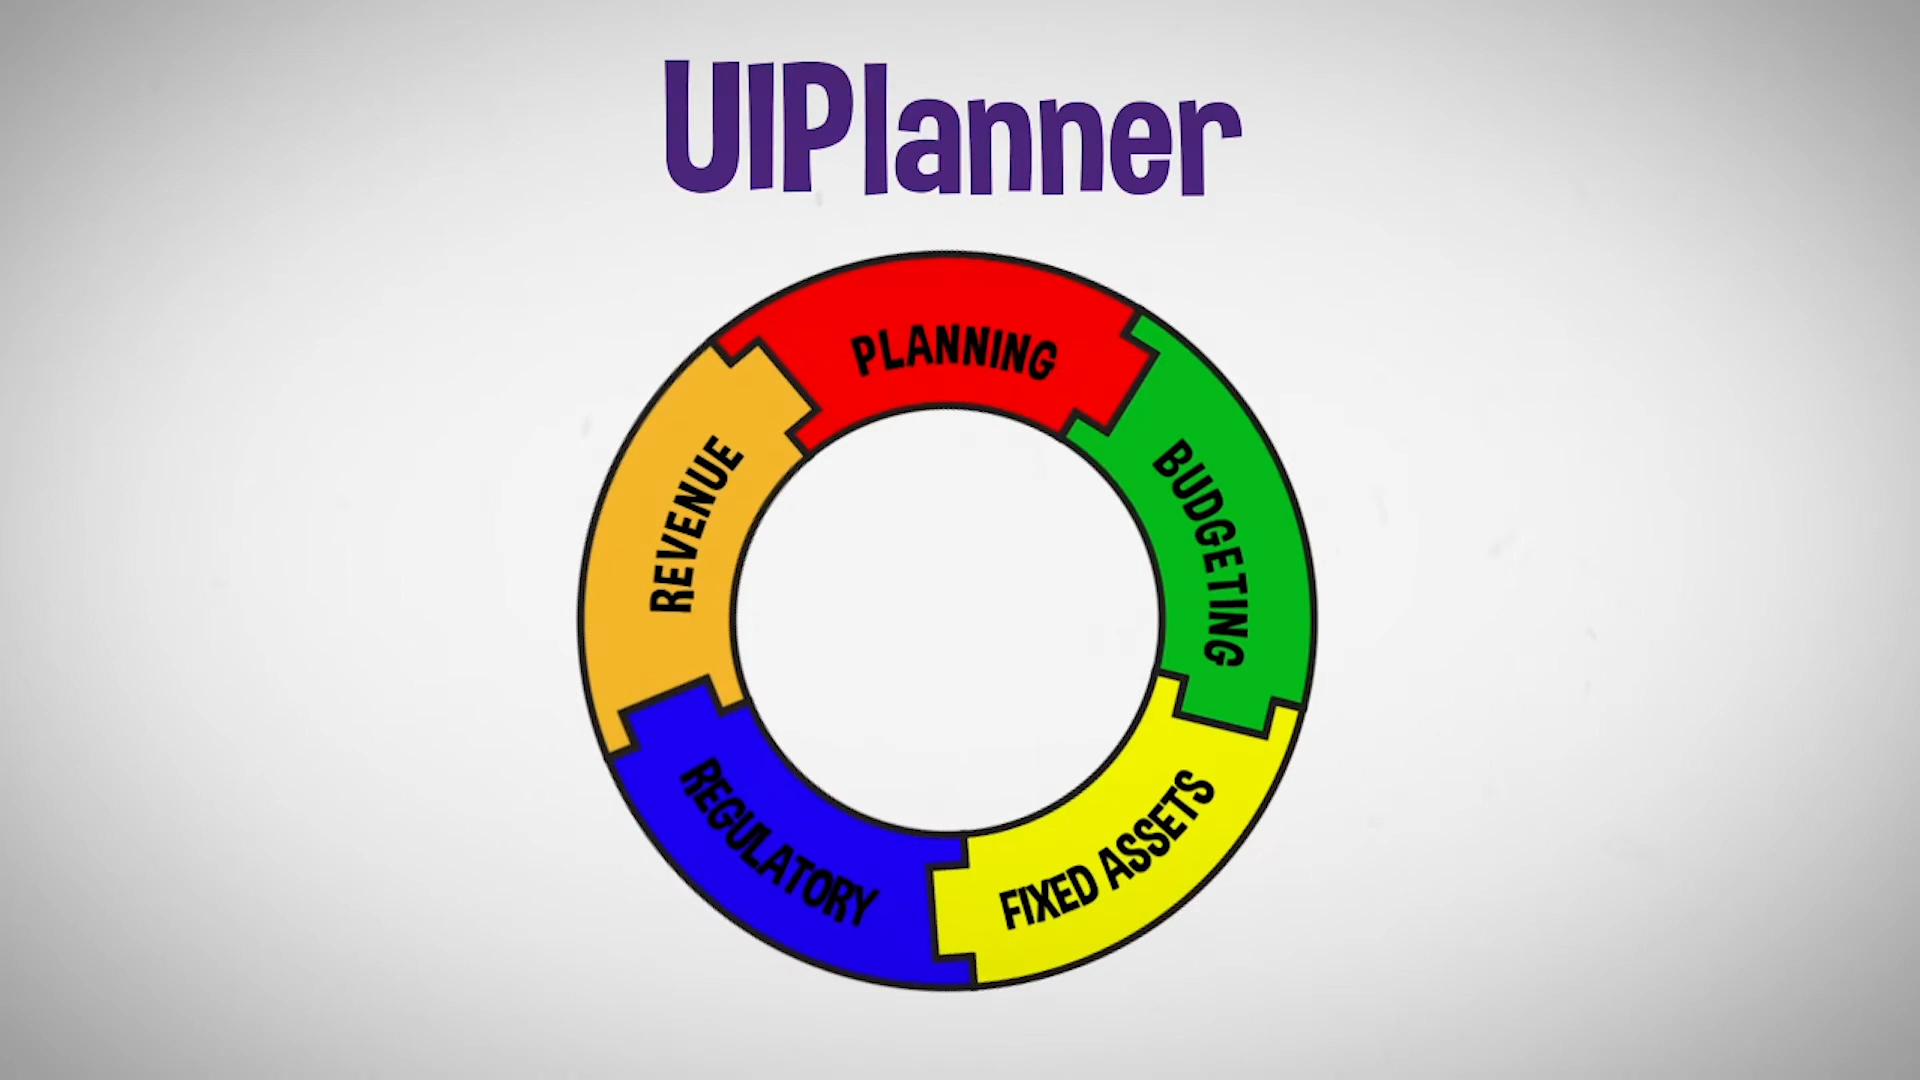 UIPlanner
PLANNING
BUDGETING
FIXED ASSETS
REGULATORY
REVENUE